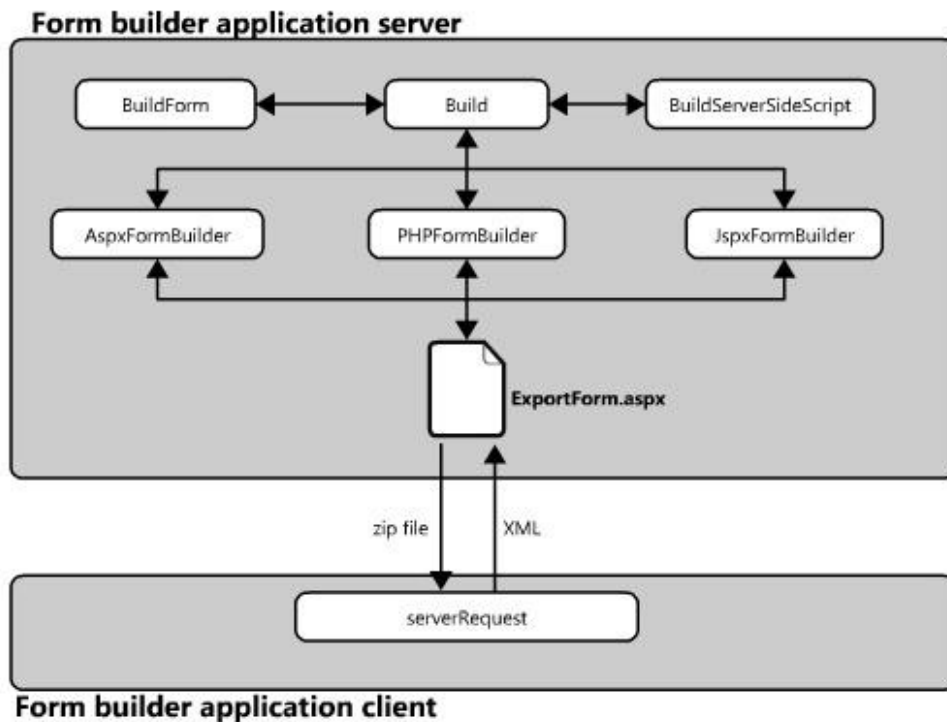 Form builder application server
BuildForm
Build
BuildServerSideScript
AspxFormBuilder
PHPFormBuilder
JspxFormBuilder
ExportForm.aspx
zip file
XML
serverRequest
Form builder application client